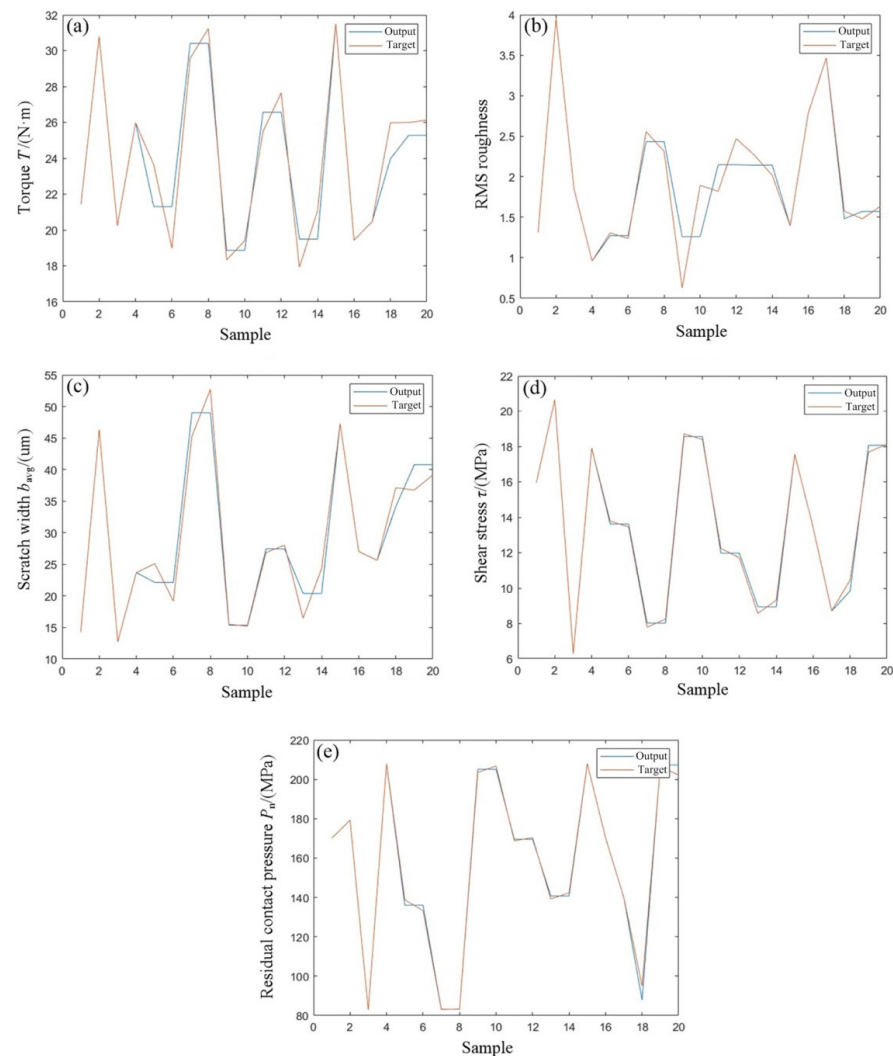 (a)
Output
Target
Torque T/(N·m)
32
30
28
26
24
22
20
18
16
0 2 4 6 8 10 12 14 16 18 20
Sample
(b)
Output
Target
RMS roughness
4
3.5
3
2.5
2
1.5
1
0.5
0 2 4 6 8 10 12 14 16 18 20
Sample
(c)
Output
Target
Scratch width bavg/(um)
55
50
45
40
35
30
25
20
15
10
0 2 4 6 8 10 12 14 16 18 20
Sample
(d)
Output
Target
Shear stress τ/(MPa)
22
20
18
16
14
12
10
8
6
0 2 4 6 8 10 12 14 16 18 20
Sample
(e)
Output
Target
Residual contact pressure Pn/(MPa)
220
200
180
160
140
120
100
80
0 2 4 6 8 10 12 14 16 18 20
Sample